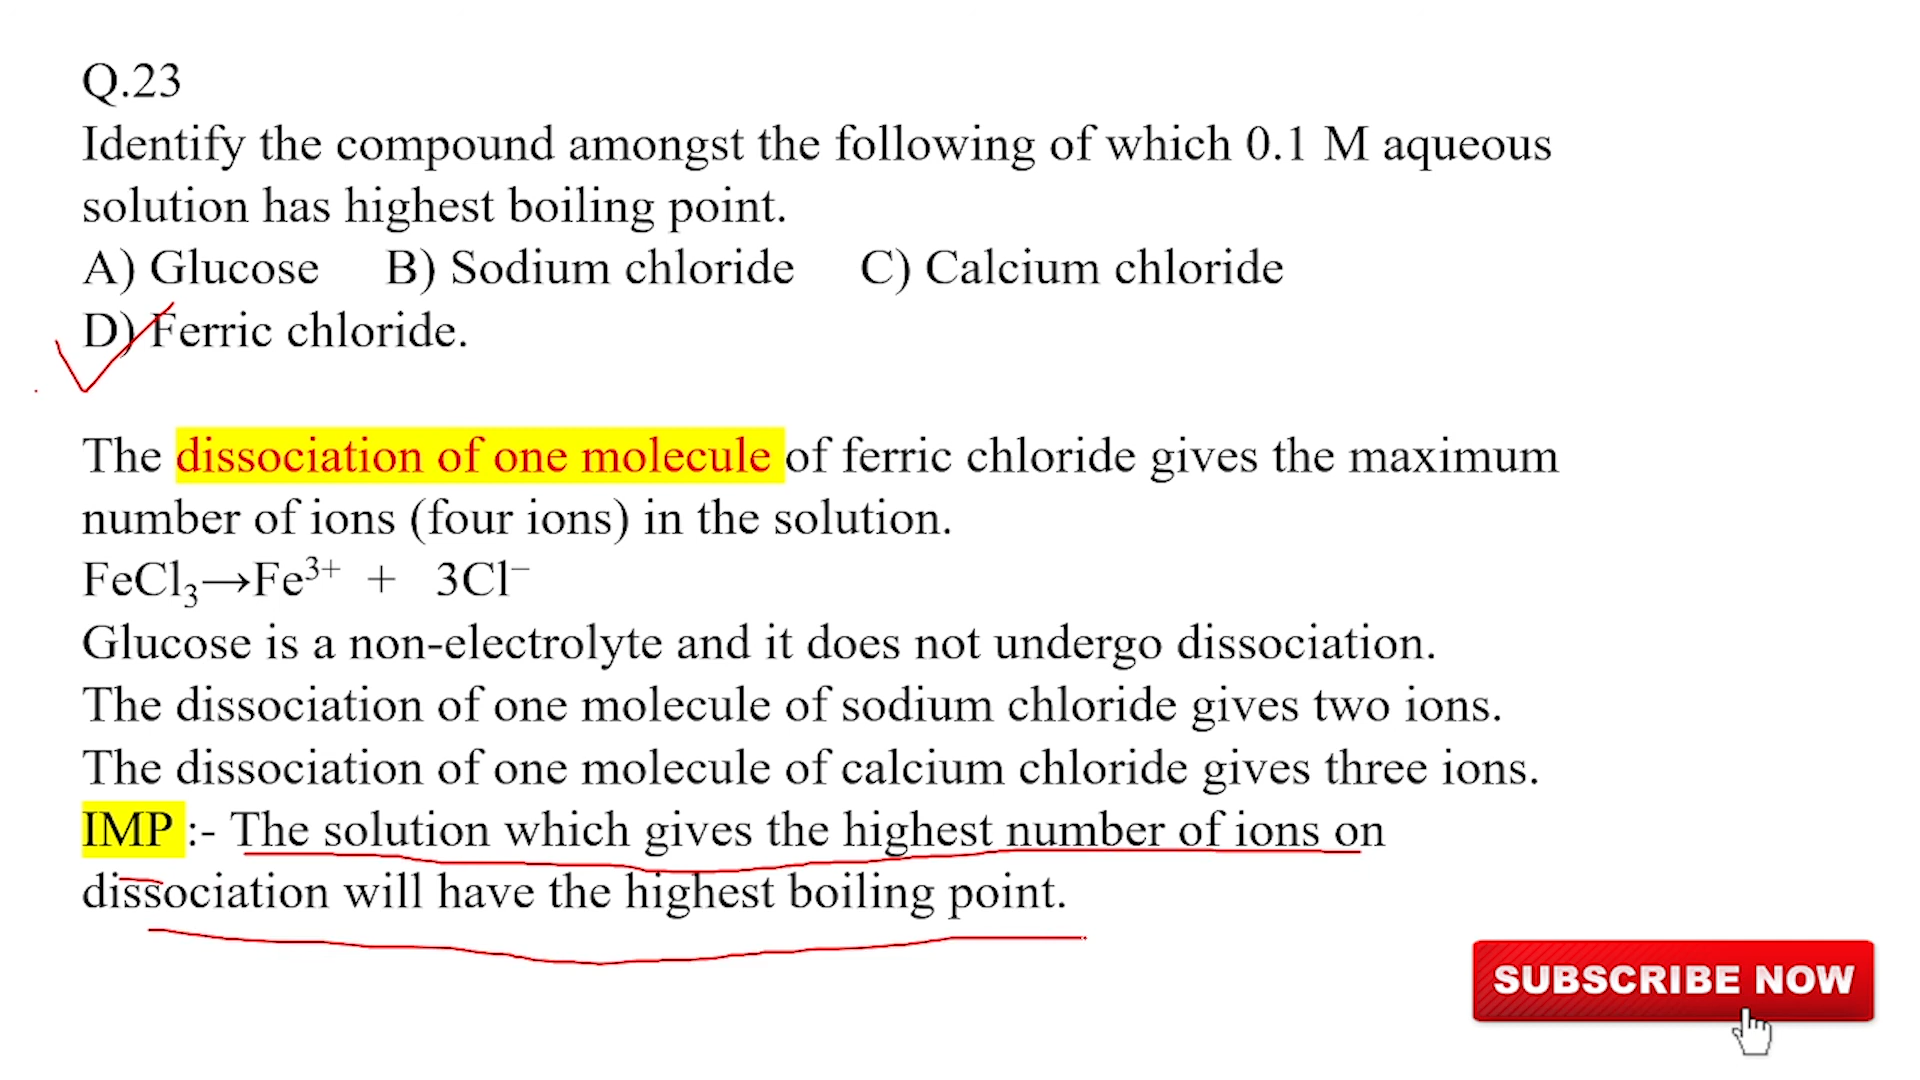 Q.23
Identify the compound amongst the following of which 0.1 M aqueous
solution has highest boiling point.
A) Glucose B) Sodium chloride C) Calcium chloride
D) Ferric chloride.
The dissociation of one molecule of ferric chloride gives the maximum
number of ions (four ions) in the solution.
FeCl₃→Fe³⁺ + 3Cl⁻
Glucose is a non-electrolyte and it does not undergo dissociation.
The dissociation of one molecule of sodium chloride gives two ions.
The dissociation of one molecule of calcium chloride gives three ions.
IMP :- The solution which gives the highest number of ions on
dissociation will have the highest boiling point.
SUBSCRIBE NOW